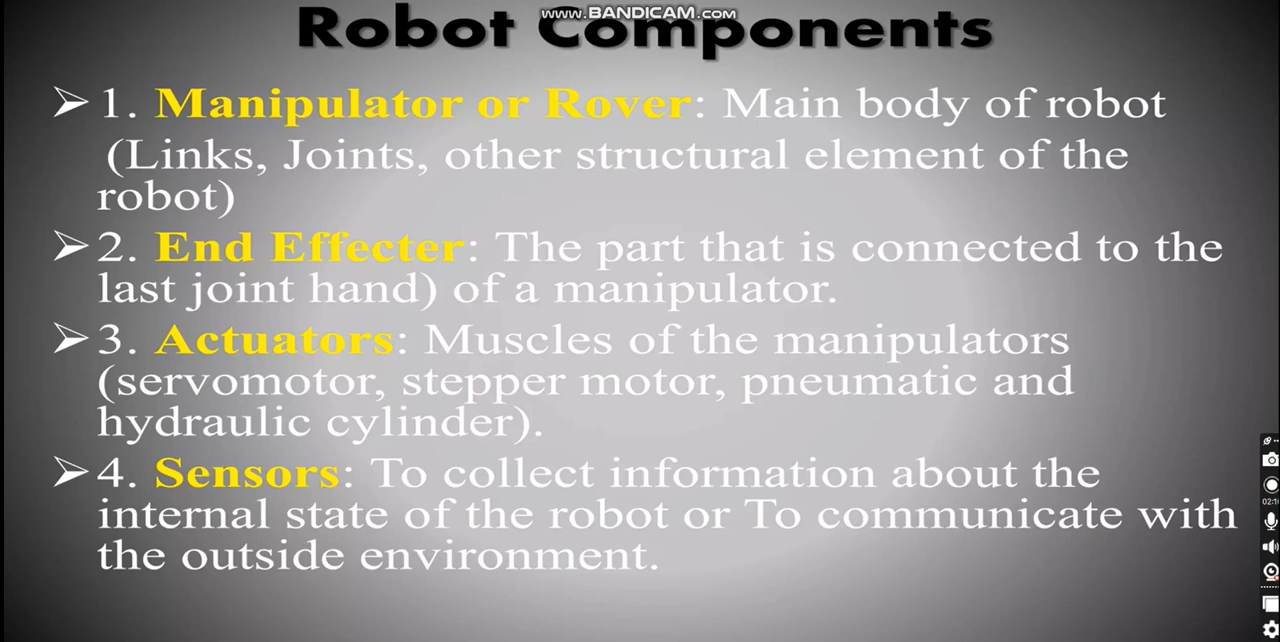 www.BANDICAM.com
Robot Components
➢ 1. Manipulator or Rover: Main body of robot
(Links, Joints, other structural element of the
robot)
➢ 2. End Effecter: The part that is connected to the
last joint hand) of a manipulator.
➢ 3. Actuators: Muscles of the manipulators
(servomotor, stepper motor, pneumatic and
hydraulic cylinder).
➢ 4. Sensors: To collect information about the
internal state of the robot or To communicate with
the outside environment.